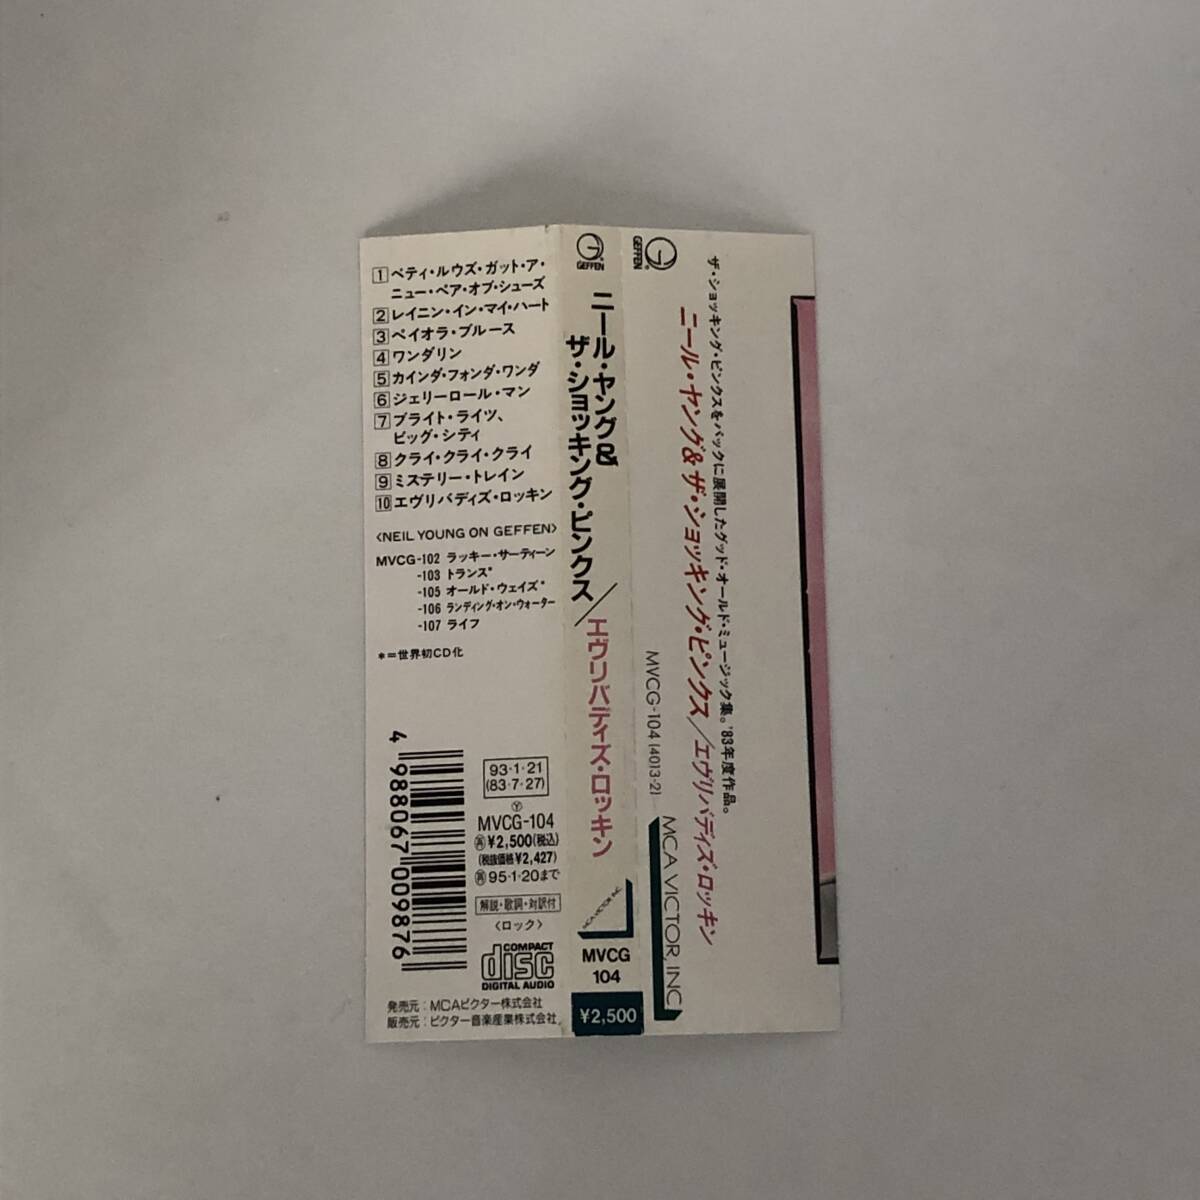 1 ベティ・ルウズ・ガット・ア・
ニュー・ペア・オブ・シューズ
2 レイニン・イン・マイ・ハート
3 ペイオラ・ブルース
4 ワンダリン
5 カインダ・フォンダ・ワンダ
6 ジェリーロール・マン
7 ブライト・ライツ、
ビッグ・シティ
8 クライ・クライ・クライ
9 ミステリー・トレイン
10 エヴリバディズ・ロッキン
〈NEIL YOUNG ON GEFFEN〉
MVCG-102 ラッキー・サーティーン
-103 トランス*
-105 オールド・ウェイズ*
-106 ランディング・オン・ウォーター
-107 ライフ
*=世界初CD化
4 988067 009876
93・1・21
(83・7・27)
Ⓨ
MVCG-104
㊢¥2,500(税込)
(税抜価格¥2,427)
㊢95・1・20まで
解説・歌詞・対訳付
〈ロック〉
COMPACT
disc
DIGITAL AUDIO
発売元:MCAビクター株式会社
販売元:ビクター音楽産業株式会社
GEFFEN
ニール・ヤング&
ザ・ショッキング・ピンクス/エヴリバディズ・ロッキン
MCA VICTOR, INC.
MVCG
104
¥2,500
GEFFEN
ザ・ショッキング・ピンクスをバックに展開したグッド・オールド・ミュージック集。'83年度作品。
ニール・ヤング&ザ・ショッキング・ピンクス/エヴリバディズ・ロッキン
MVCG-104 (4013-2)
MCA VICTOR, INC